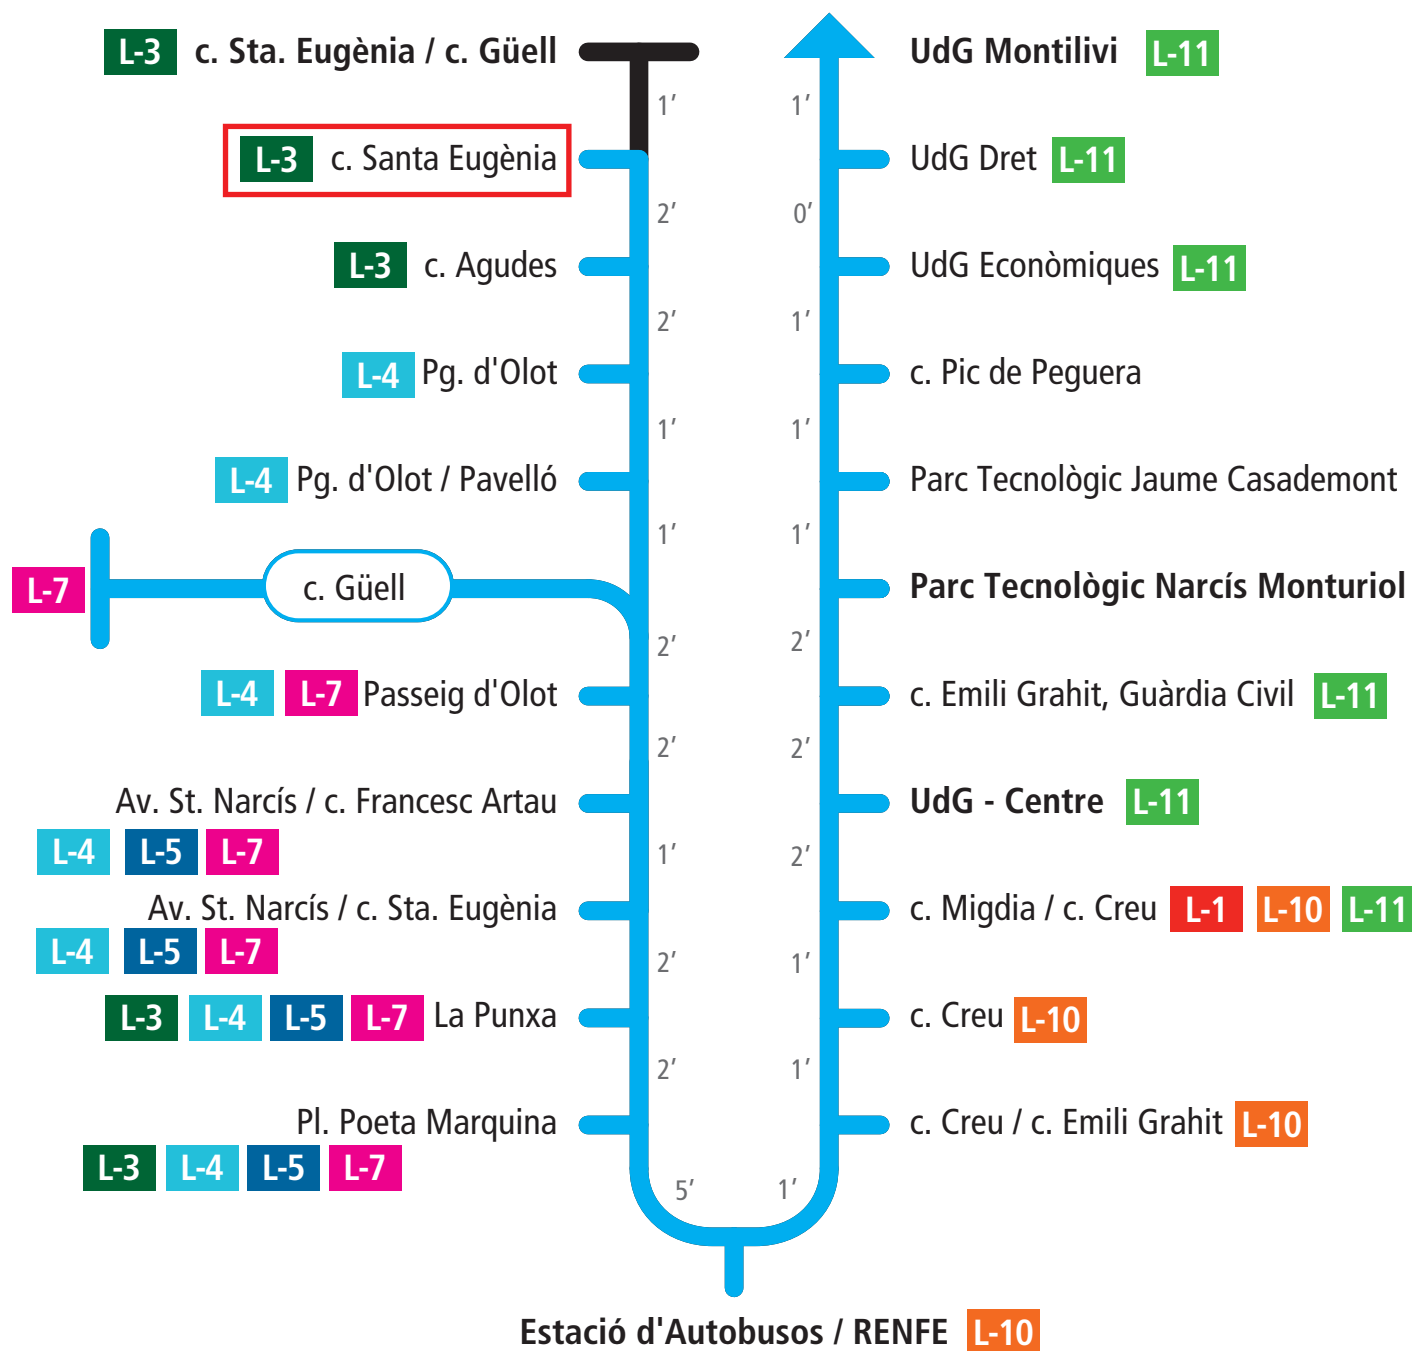 L-3 c. Sta. Eugènia / c. Güell
1'
L-3 c. Santa Eugènia
2'
L-3 c. Agudes
2'
L-4 Pg. d'Olot
1'
L-4 Pg. d'Olot / Pavelló
1'
L-7 c. Güell
2'
L-4 L-7 Passeig d'Olot
2'
Av. St. Narcís / c. Francesc Artau
L-4 L-5 L-7
1'
Av. St. Narcís / c. Sta. Eugènia
L-4 L-5 L-7
2'
L-3 L-4 L-5 L-7 La Punxa
2'
Pl. Poeta Marquina
L-3 L-4 L-5 L-7
5'
Estació d'Autobusos / RENFE L-10
UdG Montilivi L-11
1'
UdG Dret L-11
0'
UdG Econòmiques L-11
1'
c. Pic de Peguera
1'
Parc Tecnològic Jaume Casademont
1'
Parc Tecnològic Narcís Monturiol
2'
c. Emili Grahit, Guàrdia Civil L-11
2'
UdG - Centre L-11
2'
c. Migdia / c. Creu L-1 L-10 L-11
1'
c. Creu L-10
1'
c. Creu / c. Emili Grahit L-10
1'